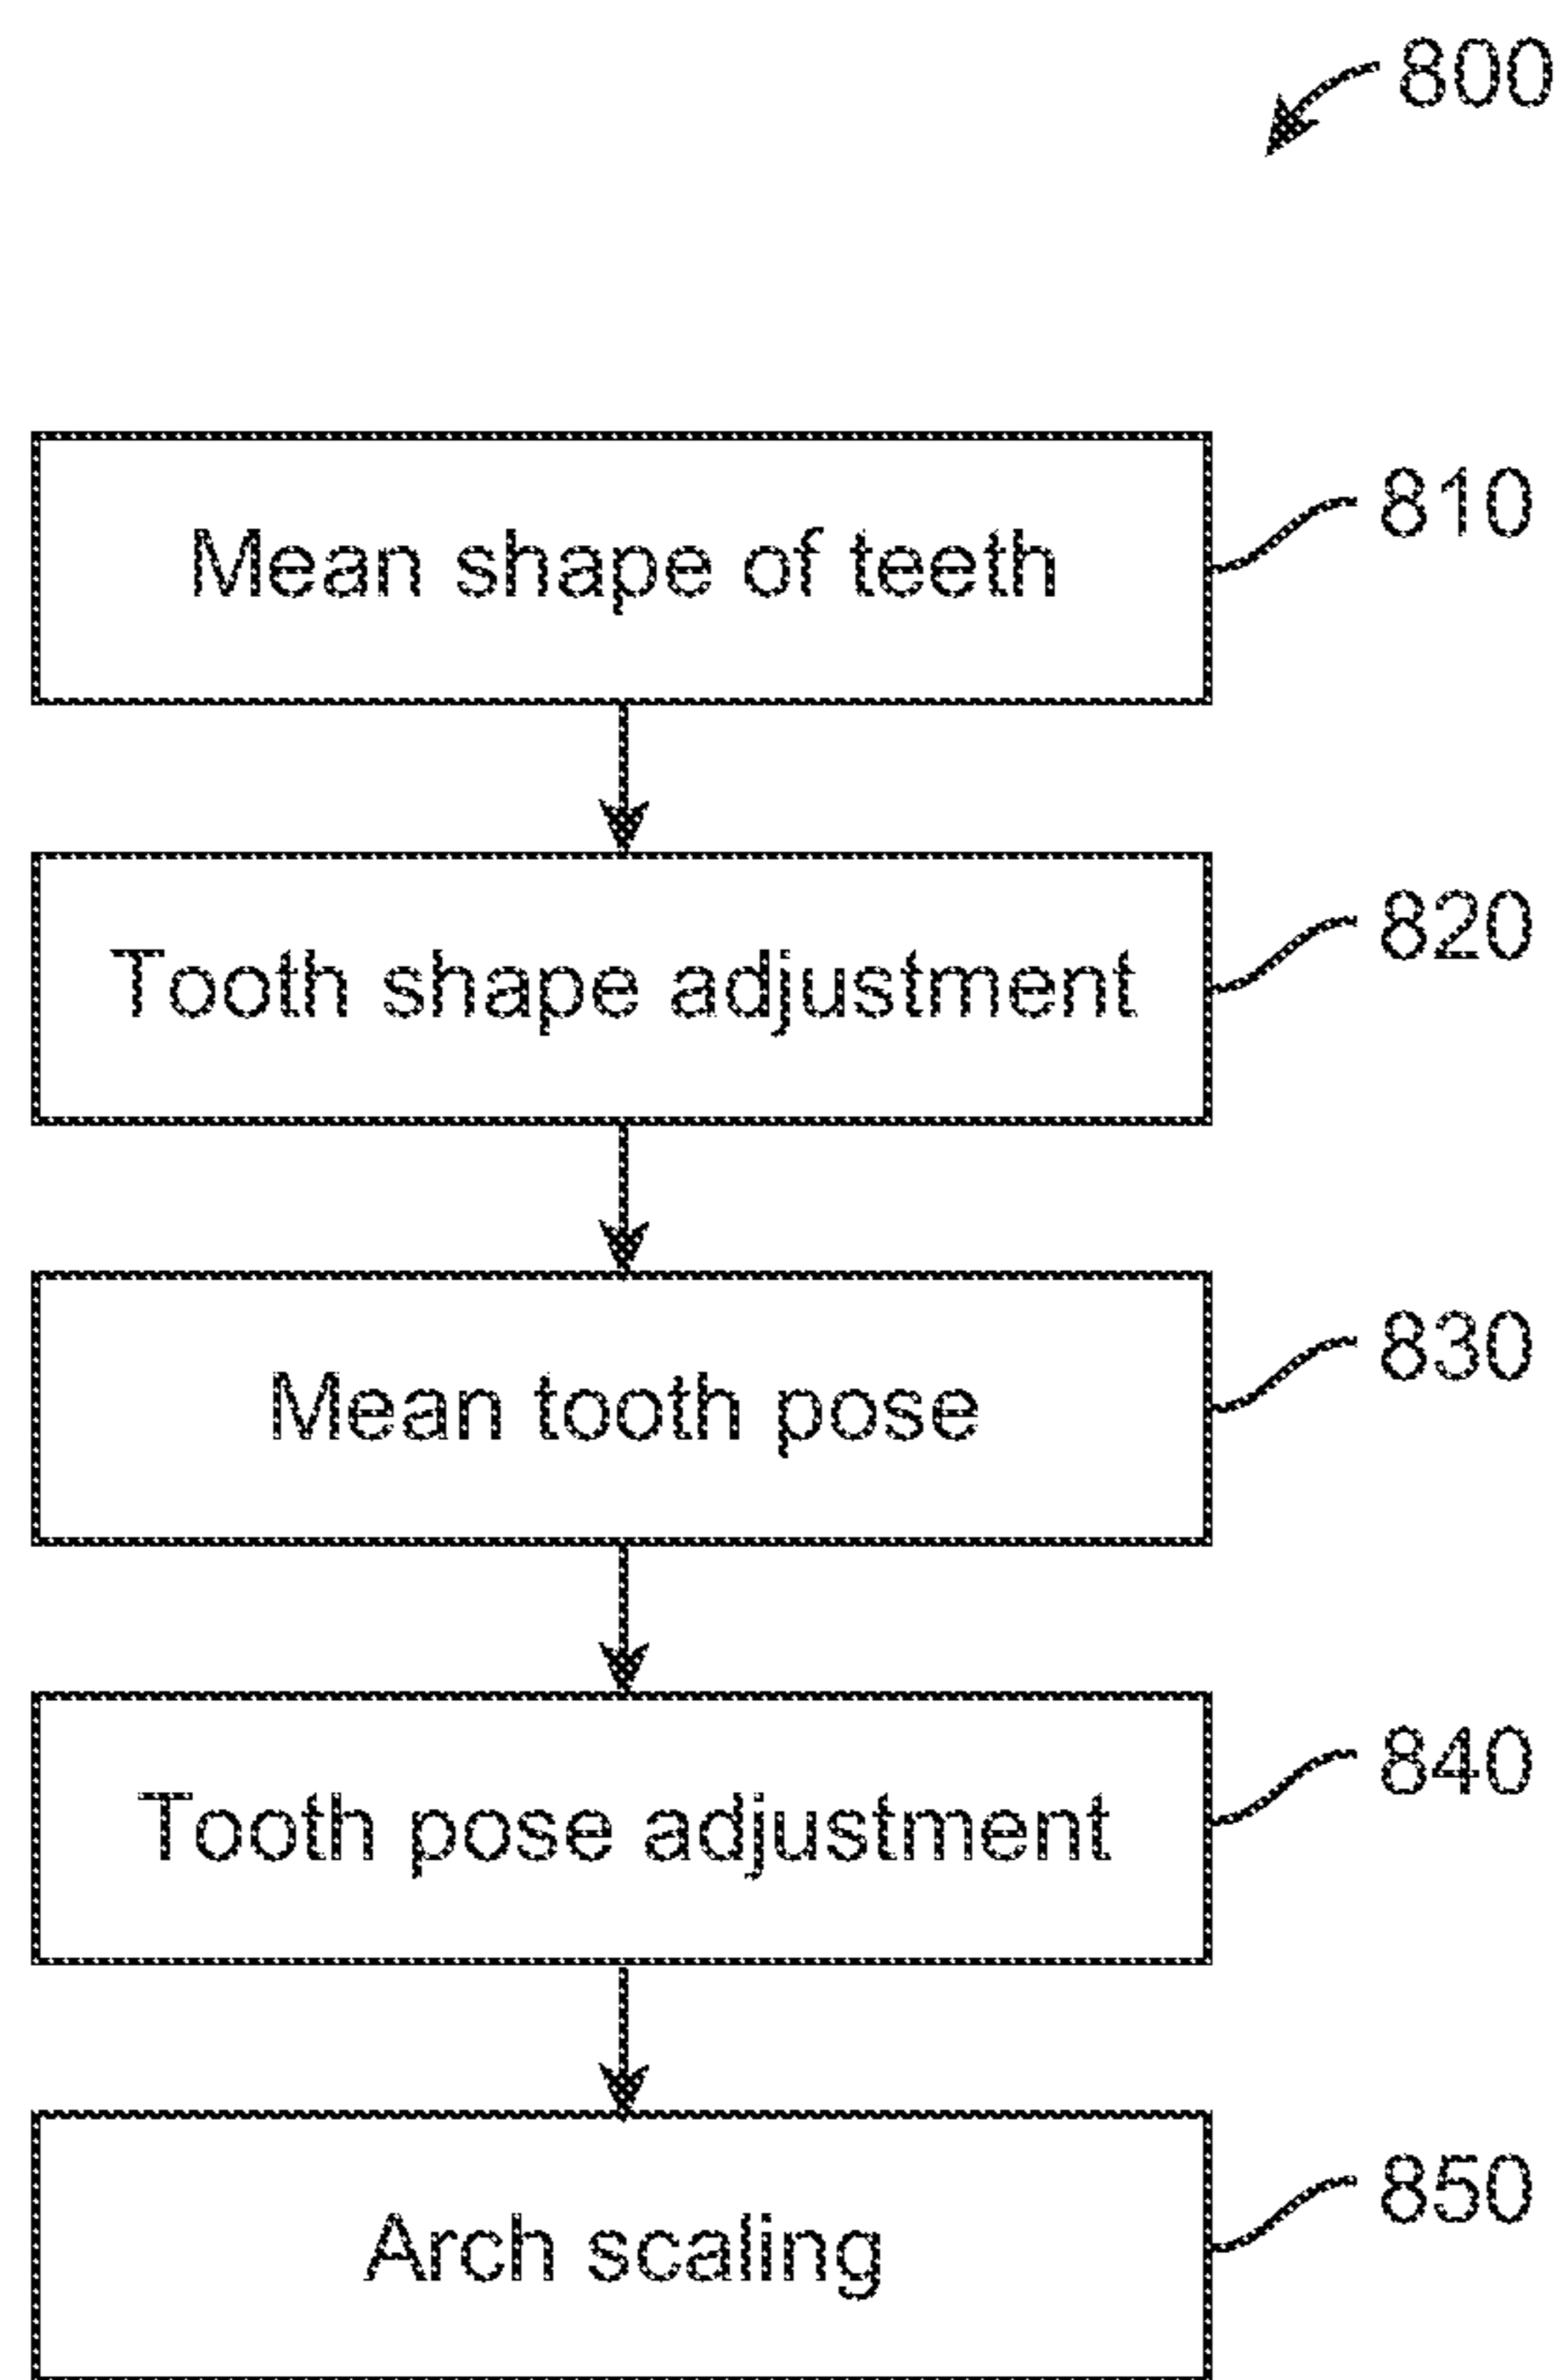 800
Mean shape of teeth
810
Tooth shape adjustment
820
Mean tooth pose
830
Tooth pose adjustment
840
Arch scaling
850